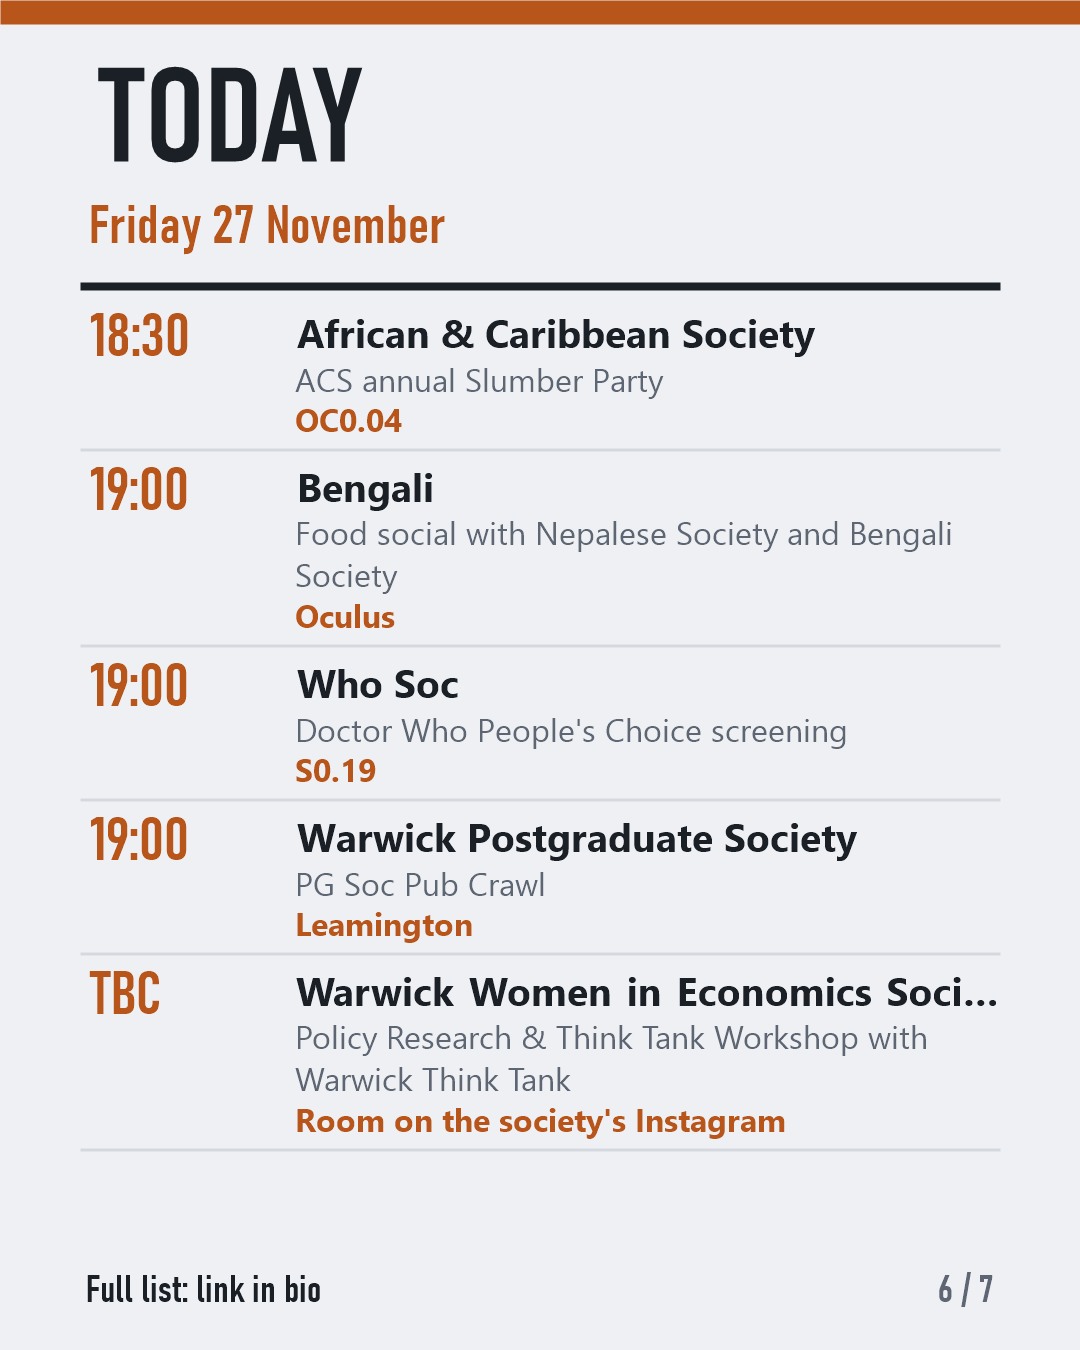 TODAY
Friday 27 November
18:30
African & Caribbean Society
ACS annual Slumber Party
OC0.04
19:00
Bengali
Food social with Nepalese Society and Bengali
Society
Oculus
19:00
Who Soc
Doctor Who People's Choice screening
S0.19
19:00
Warwick Postgraduate Society
PG Soc Pub Crawl
Leamington
TBC
Warwick Women in Economics Soci...
Policy Research & Think Tank Workshop with
Warwick Think Tank
Room on the society's Instagram
Full list: link in bio
6 / 7